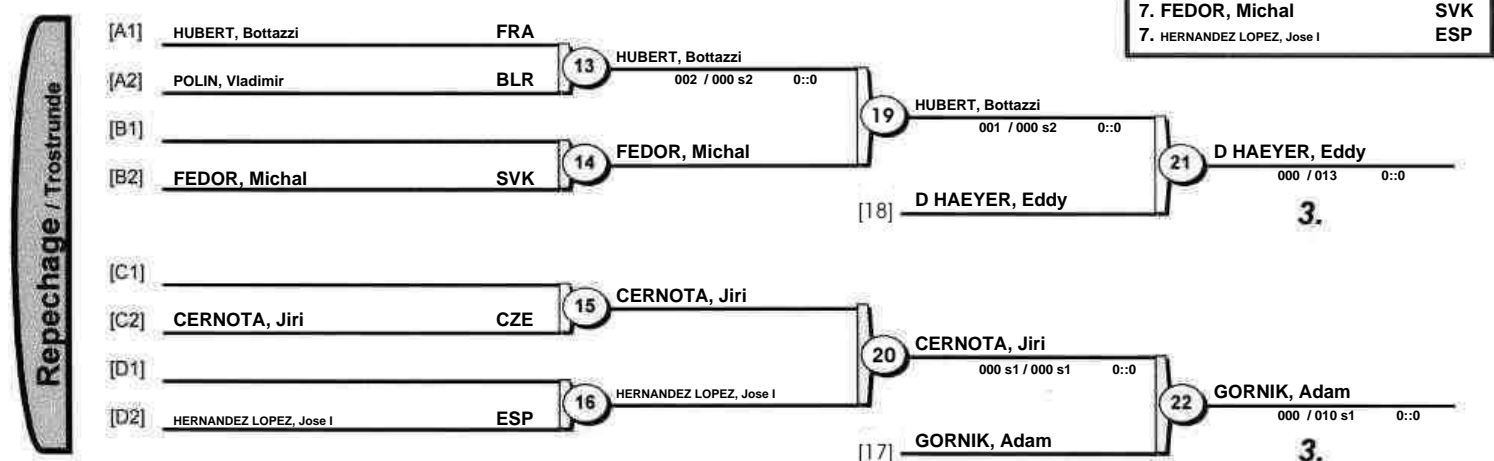 7. FEDOR, Michal SVK
7. HERNANDEZ LOPEZ, Jose I ESP
Repechage / Trostrunde
[A1] HUBERT, Bottazzi FRA
13 HUBERT, Bottazzi
002 / 000 s2 0::0
[A2] POLIN, Vladimir BLR
19 HUBERT, Bottazzi
001 / 000 s2 0::0
[B1]
14 FEDOR, Michal
[B2] FEDOR, Michal SVK
21 D HAEYER, Eddy
000 / 013 0::0
[18] D HAEYER, Eddy
3.
[C1]
15 CERNOTA, Jiri
[C2] CERNOTA, Jiri CZE
20 CERNOTA, Jiri
000 s1 / 000 s1 0::0
[D1]
16 HERNANDEZ LOPEZ, Jose I
[D2] HERNANDEZ LOPEZ, Jose I ESP
22 GORNIK, Adam
000 / 010 s1 0::0
[17] GORNIK, Adam
3.